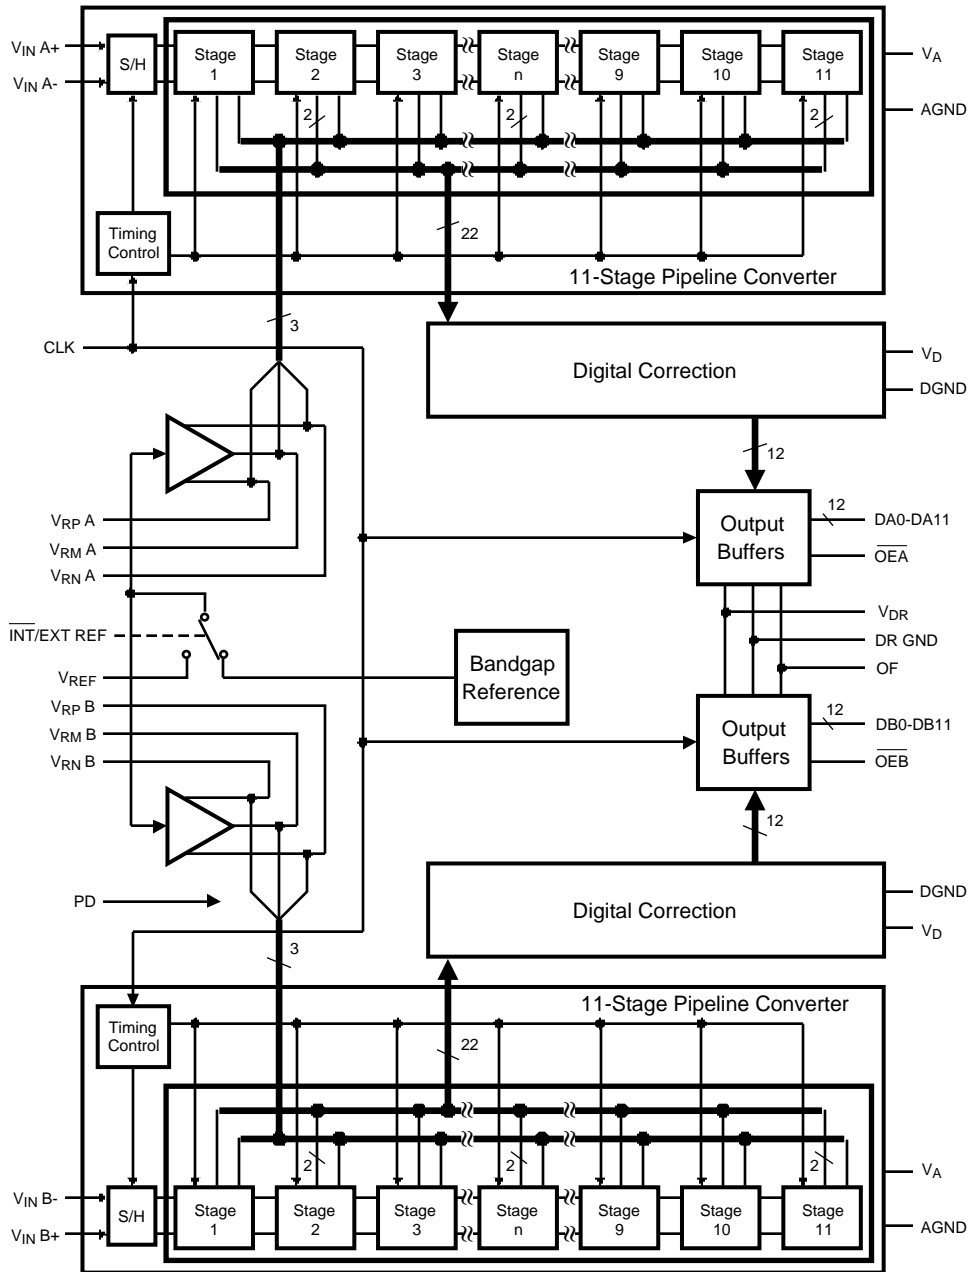 V_IN A+
V_IN A-
S/H
Stage 1
Stage 2
Stage 3
Stage n
Stage 9
Stage 10
Stage 11
V_A
AGND
2
2
2
Timing Control
22
11-Stage Pipeline Converter
3
CLK
Digital Correction
V_D
DGND
12
V_RP A
V_RM A
V_RN A
Output Buffers
12
DA0-DA11
O̅E̅A̅
I̅N̅T̅/EXT REF
V_REF
Bandgap Reference
V_DR
DR GND
OF
V_RP B
V_RM B
V_RN B
Output Buffers
12
DB0-DB11
O̅E̅B̅
12
PD
Digital Correction
DGND
V_D
3
11-Stage Pipeline Converter
Timing Control
22
2
2
2
V_IN B-
V_IN B+
S/H
Stage 1
Stage 2
Stage 3
Stage n
Stage 9
Stage 10
Stage 11
V_A
AGND